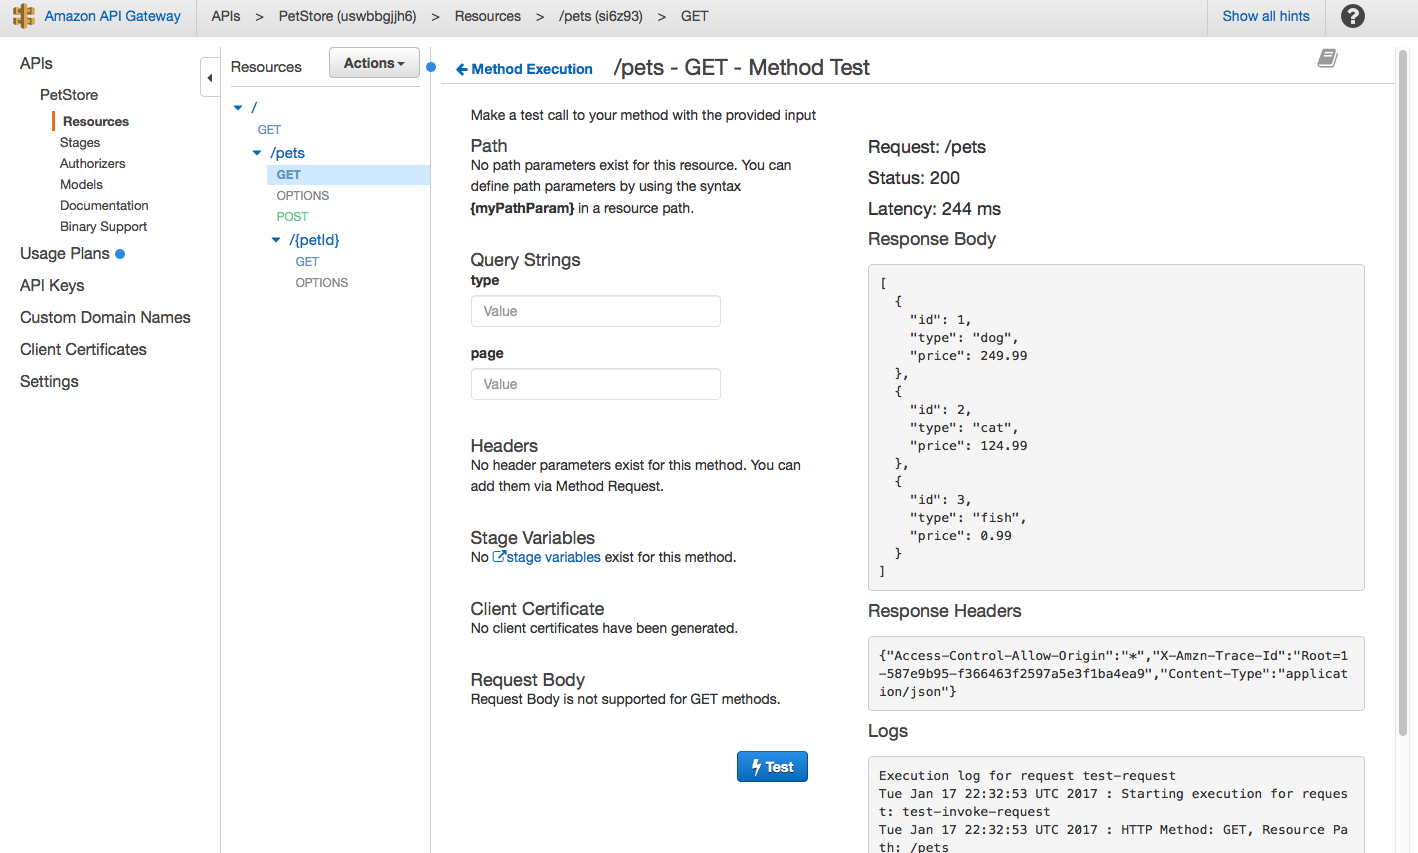 Amazon API Gateway
APIs > PetStore (uswbbgjjh6) > Resources > /pets (si6z93) > GET
Show all hints
?
APIs
PetStore
Resources
Stages
Authorizers
Models
Documentation
Binary Support
Usage Plans
API Keys
Custom Domain Names
Client Certificates
Settings
Resources
Actions
/
GET
/pets
GET
OPTIONS
POST
/{petId}
GET
OPTIONS
Method Execution
/pets - GET - Method Test
Make a test call to your method with the provided input
Path
No path parameters exist for this resource. You can
define path parameters by using the syntax
{myPathParam} in a resource path.
Query Strings
type
Value
page
Value
Headers
No header parameters exist for this method. You can
add them via Method Request.
Stage Variables
No stage variables exist for this method.
Client Certificate
No client certificates have been generated.
Request Body
Request Body is not supported for GET methods.
Test
Request: /pets
Status: 200
Latency: 244 ms
Response Body
[
{
"id": 1,
"type": "dog",
"price": 249.99
},
{
"id": 2,
"type": "cat",
"price": 124.99
},
{
"id": 3,
"type": "fish",
"price": 0.99
}
]
Response Headers
{"Access-Control-Allow-Origin":"*","X-Amzn-Trace-Id":"Root=1
-587e9b95-f366463f2597a5e3f1ba4ea9","Content-Type":"applicat
ion/json"}
Logs
Execution log for request test-request
Tue Jan 17 22:32:53 UTC 2017 : Starting execution for reques
t: test-invoke-request
Tue Jan 17 22:32:53 UTC 2017 : HTTP Method: GET, Resource Pa
th: /pets